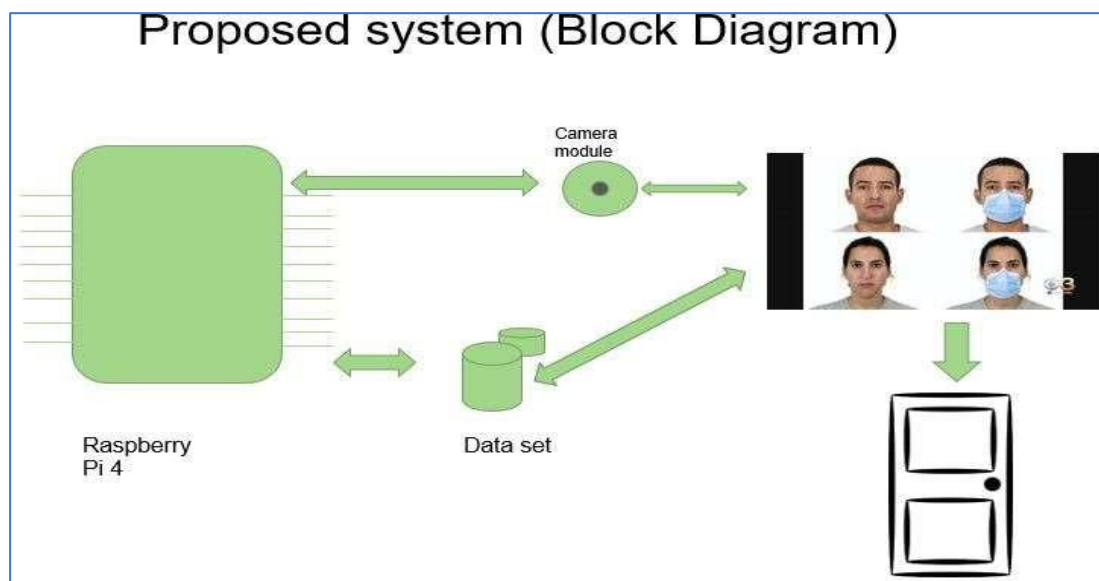 Proposed system (Block Diagram)
Camera
module
Raspberry
Pi 4
Data set